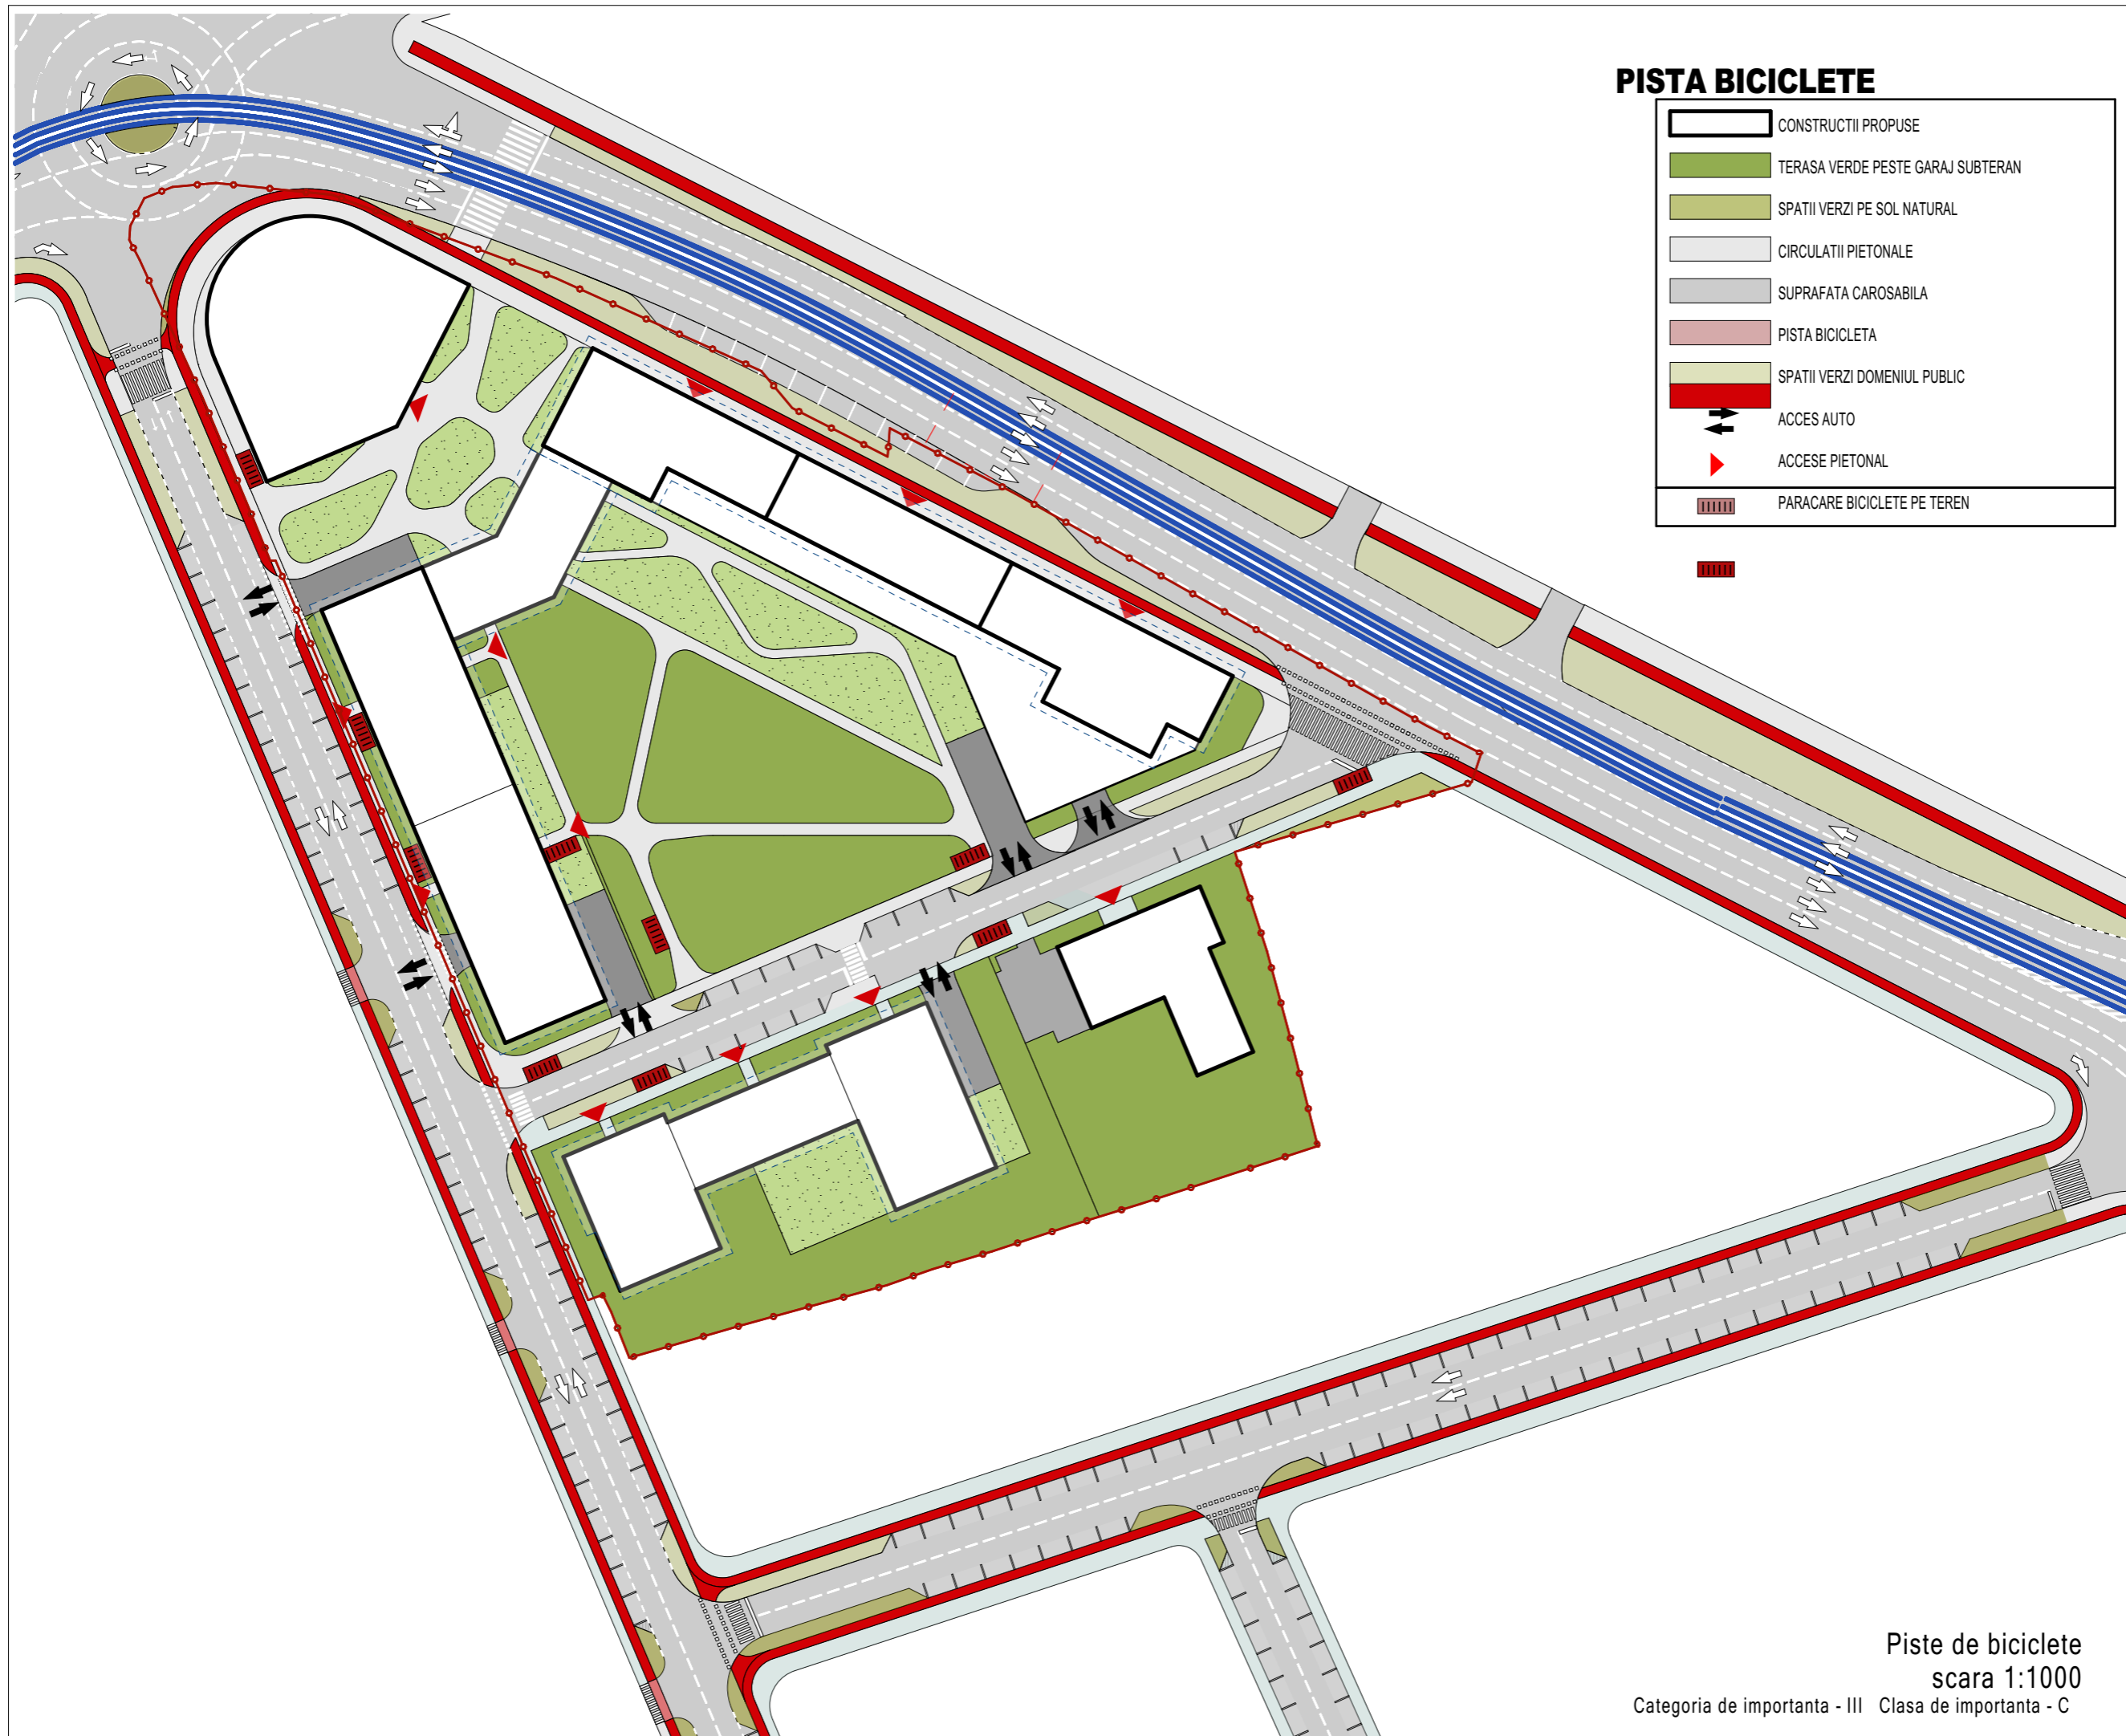 PISTA BICICLETE
CONSTRUCTII PROPUSE
TERASA VERDE PESTE GARAJ SUBTERAN
SPATII VERZI PE SOL NATURAL
CIRCULATII PIETONALE
SUPRAFATA CAROSABILA
PISTA BICICLETA
SPATII VERZI DOMENIUL PUBLIC
ACCES AUTO
ACCESE PIETONAL
PARACARE BICICLETE PE TEREN
Piste de biciclete
scara 1:1000
Categoria de importanta - III Clasa de importanta - C